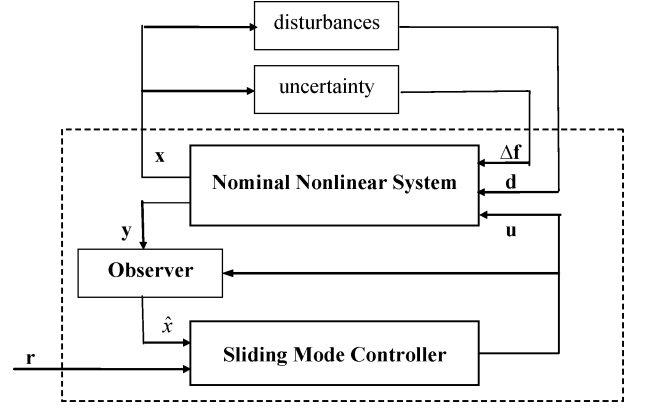 disturbances
uncertainty
x
Δf
Nominal Nonlinear System
d
y
u
Observer
x̂
r
Sliding Mode Controller